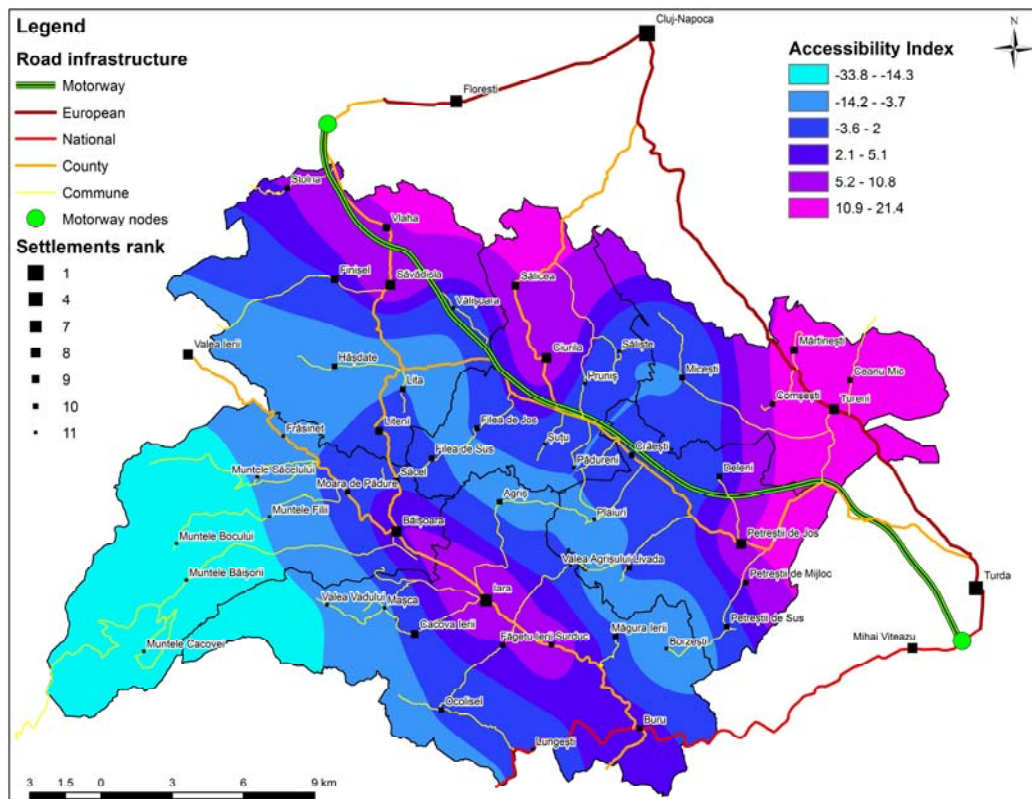 Legend
Road infrastructure
Motorway
European
National
County
Commune
Motorway nodes
Settlements rank
1
4
7
8
9
10
11
Accessibility Index
-33.8 - -14.3
-14.2 - -3.7
-3.6 - 2
2.1 - 5.1
5.2 - 10.8
10.9 - 21.4
N
Cluj-Napoca
Floresti
Stolna
Vlaha
Finișel
Săvădisla
Sălicea
Vălișoara
Valea Ierii
Hășdate
Ciurila
Săliște
Mărtinești
Lita
Pruniș
Micești
Ceanu Mic
Comșești
Tureni
Frăsinet
Liteni
Filea de Jos
Șuțu
Crăești
Filea de Sus
Pădureni
Muntele Săcelului
Săcel
Deleni
Moara de Pădure
Agriș
Muntele Filii
Plăiuri
Băișoara
Petreștii de Jos
Muntele Bocului
Valea Agrișului
Livada
Muntele Băișorii
Iara
Petreștii de Mijloc
Turda
Valea Vadului
Mașca
Cacova Ierii
Petreștii de Sus
Făgetu Ierii
Surduc
Măgura Ierii
Borzești
Mihai Viteazu
Muntele Cacovei
Ocolisel
Buru
Lungești
3 1.5 0 3 6 9 km